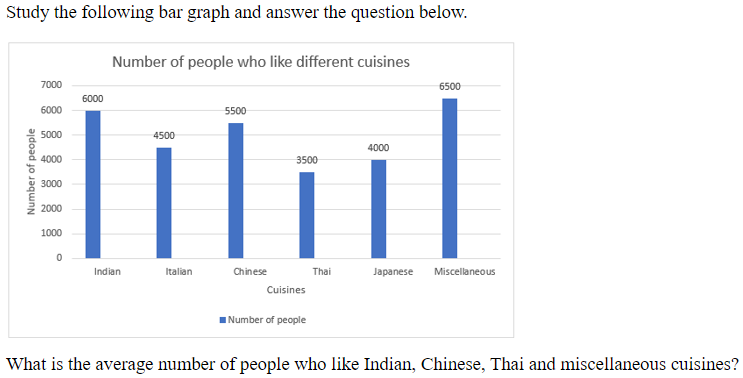 Study the following bar graph and answer the question below.
Number of people who like different cuisines
Number of people
7000
6000
5000
4000
3000
2000
1000
0
6000
4500
5500
3500
4000
6500
Indian Italian Chinese Thai Japanese Miscellaneous
Cuisines
Number of people
What is the average number of people who like Indian, Chinese, Thai and miscellaneous cuisines?